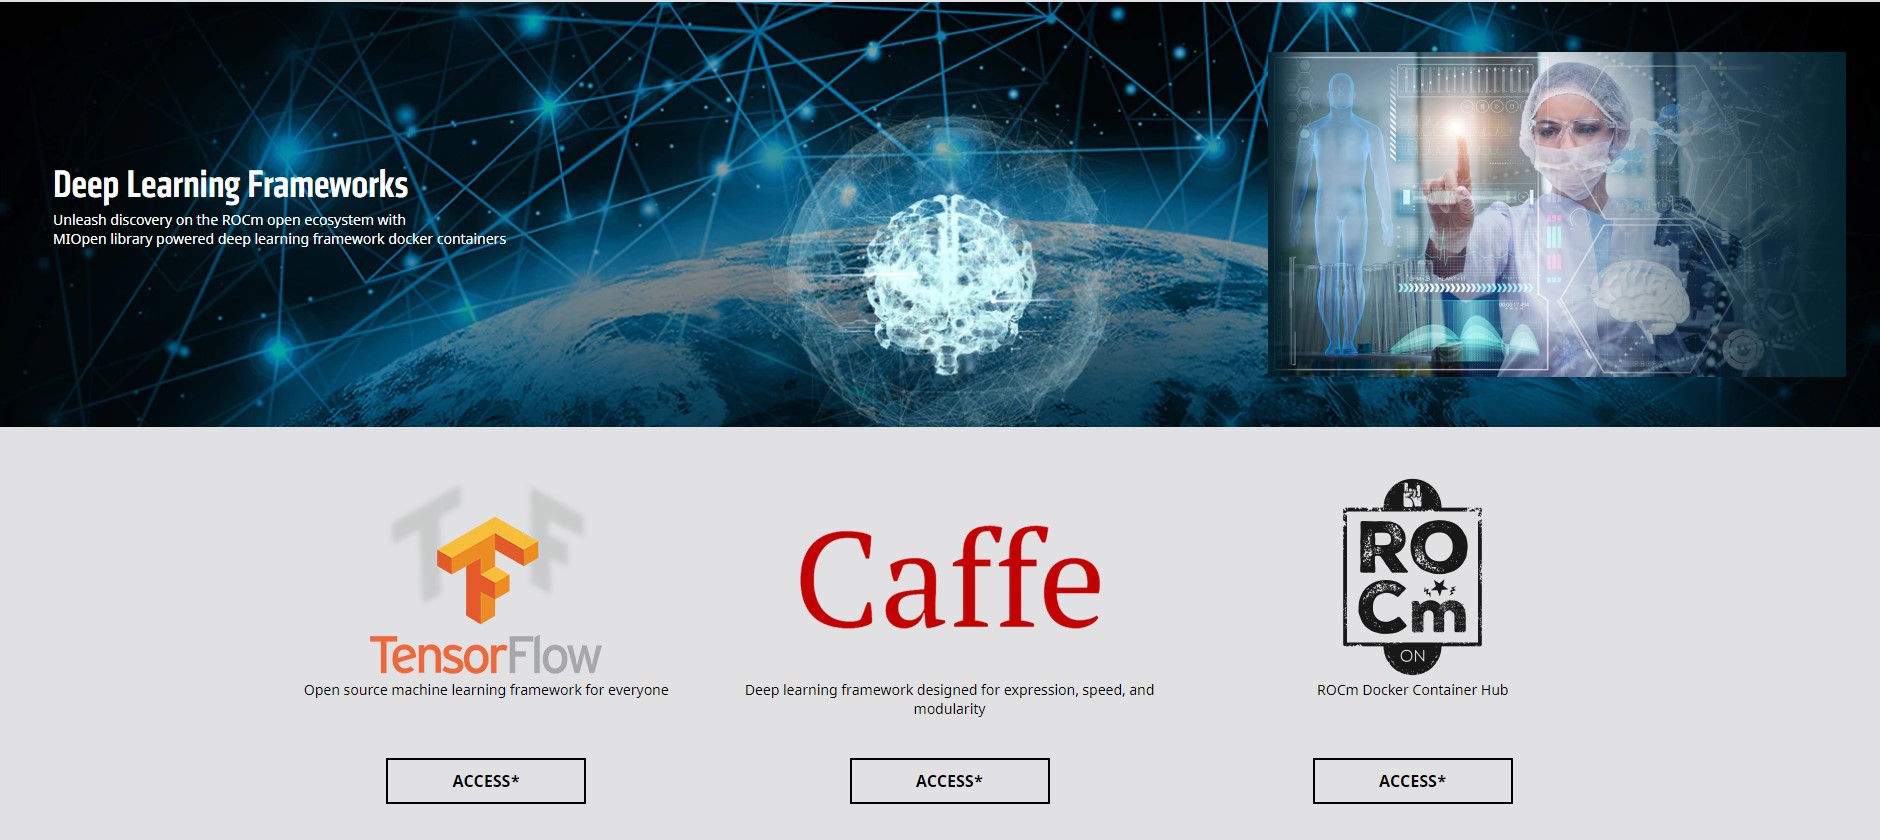 Deep Learning Frameworks
Unleash discovery on the ROCm open ecosystem with
MIOpen library powered deep learning framework docker containers
TensorFlow
Open source machine learning framework for everyone
Caffe
Deep learning framework designed for expression, speed, and
modularity
RO
Cm
ON
ROCm Docker Container Hub
ACCESS*
ACCESS*
ACCESS*